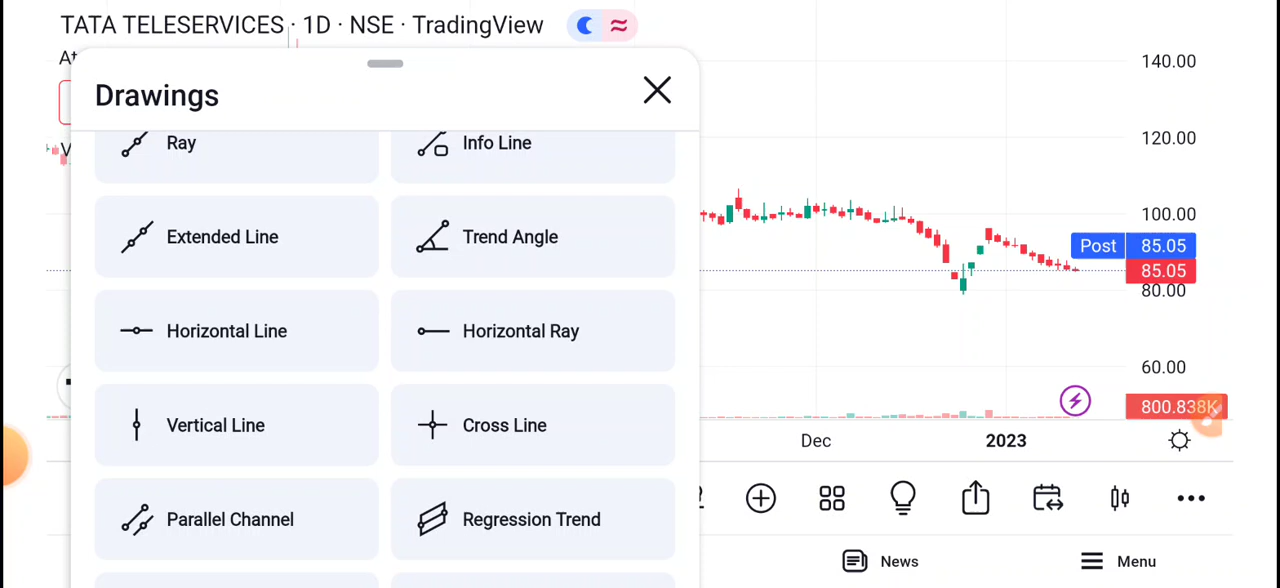 TATA TELESERVICES · 1D · NSE · TradingView
At
Drawings
V
Ray
Info Line
Extended Line
Trend Angle
Horizontal Line
Horizontal Ray
Vertical Line
Cross Line
Parallel Channel
Regression Trend
140.00
120.00
100.00
Post 85.05
85.05
80.00
60.00
800.838K
Dec 2023
News
Menu